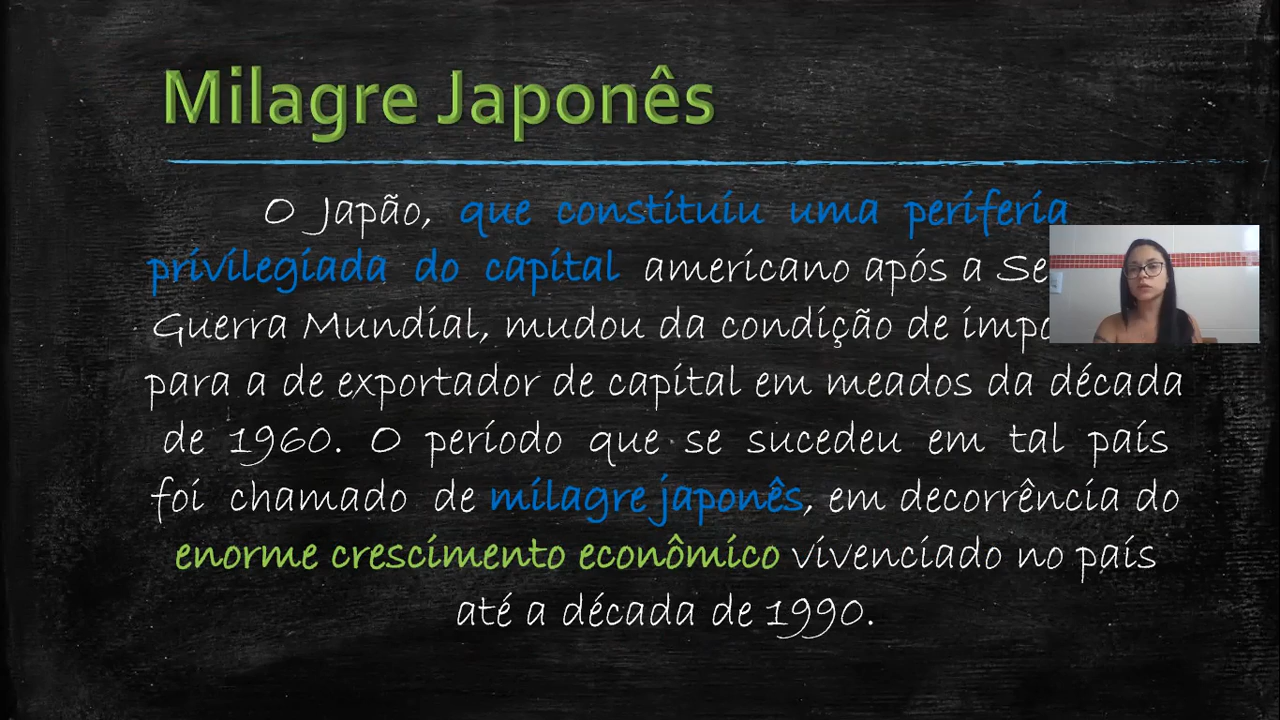 Milagre Japonês
O Japão, que constituiu uma periferia
privilegiada do capital americano após a
Guerra Mundial, mudou da condição de
para a de exportador de capital em meados da década
de 1960. O período que se sucedeu em tal país
foi chamado de milagre japonês, em decorrência do
enorme crescimento econômico vivenciado no país
até a década de 1990.